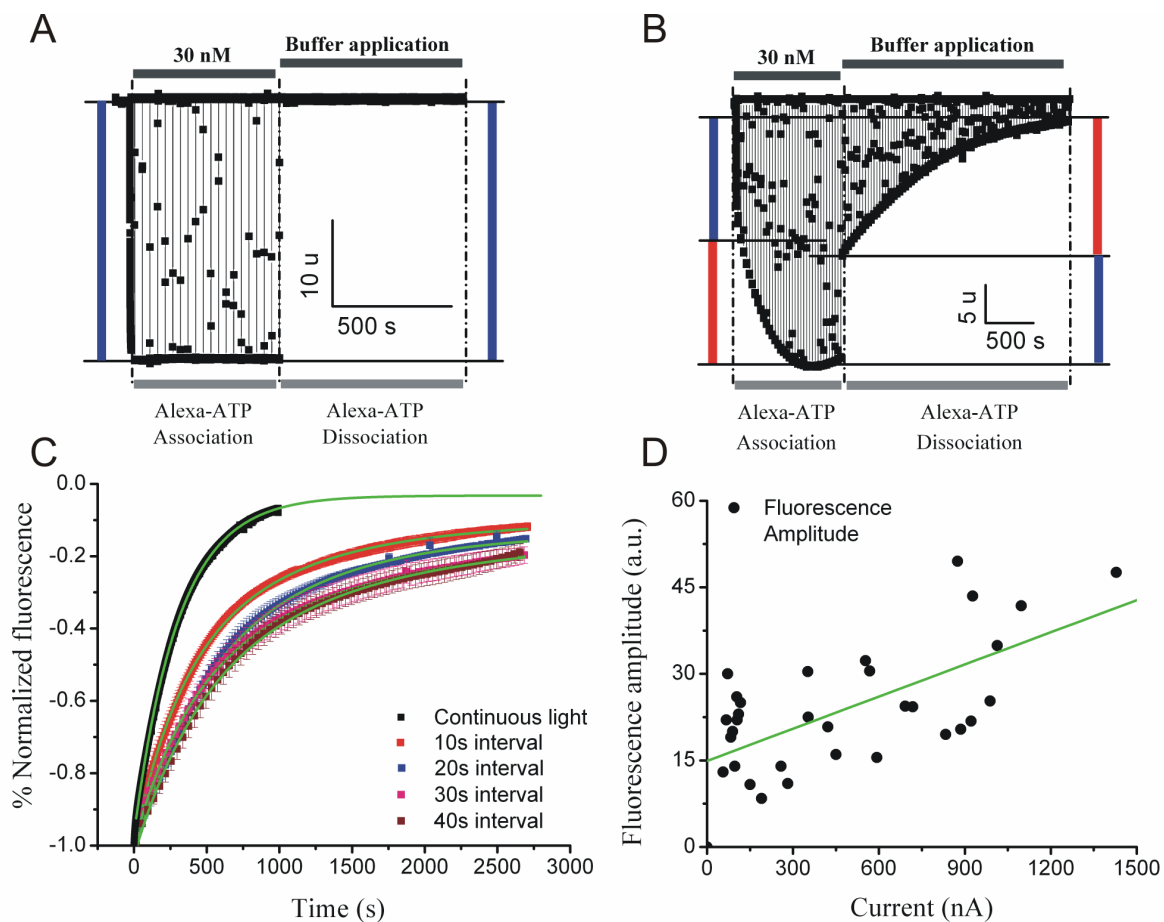 A
30 nM
Buffer application
10 u
500 s
Alexa-ATP
Association
Alexa-ATP
Dissociation
B
30 nM
Buffer application
5 u
500 s
Alexa-ATP
Association
Alexa-ATP
Dissociation
C
% Normalized fluorescence
0.0
-0.2
-0.4
-0.6
-0.8
-1.0
Continuous light
10s interval
20s interval
30s interval
40s interval
0
500
1000
1500
2000
2500
3000
Time (s)
D
Fluorescence amplitude (a.u.)
60
45
30
15
0
Fluorescence
Amplitude
0
300
600
900
1200
1500
Current (nA)